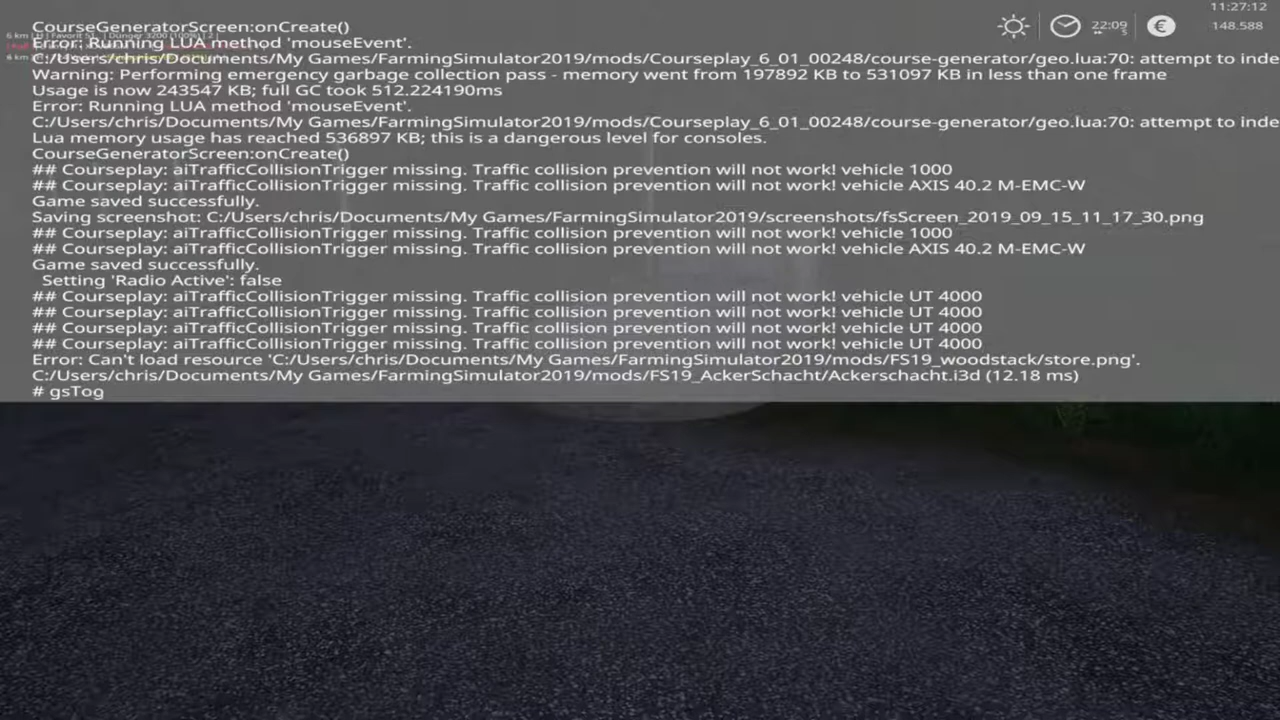 11:27:12
22:09
148.588
CourseGeneratorScreen:onCreate()
6 km | Favorit 51 | Dünger 3200 (100%) | 2
Error: Running LUA method 'mouseEvent'.
C:/Users/chris/Documents/My Games/FarmingSimulator2019/mods/Courseplay_6_01_00248/course-generator/geo.lua:70: attempt to inde
Warning: Performing emergency garbage collection pass - memory went from 197892 KB to 531097 KB in less than one frame
Usage is now 243547 KB; full GC took 512.224190ms
Error: Running LUA method 'mouseEvent'.
C:/Users/chris/Documents/My Games/FarmingSimulator2019/mods/Courseplay_6_01_00248/course-generator/geo.lua:70: attempt to inde
Lua memory usage has reached 536897 KB; this is a dangerous level for consoles.
CourseGeneratorScreen:onCreate()
## Courseplay: aiTrafficCollisionTrigger missing. Traffic collision prevention will not work! vehicle 1000
## Courseplay: aiTrafficCollisionTrigger missing. Traffic collision prevention will not work! vehicle AXIS 40.2 M-EMC-W
Game saved successfully.
Saving screenshot: C:/Users/chris/Documents/My Games/FarmingSimulator2019/screenshots/fsScreen_2019_09_15_11_17_30.png
## Courseplay: aiTrafficCollisionTrigger missing. Traffic collision prevention will not work! vehicle 1000
## Courseplay: aiTrafficCollisionTrigger missing. Traffic collision prevention will not work! vehicle AXIS 40.2 M-EMC-W
Game saved successfully.
Setting 'Radio Active': false
## Courseplay: aiTrafficCollisionTrigger missing. Traffic collision prevention will not work! vehicle UT 4000
## Courseplay: aiTrafficCollisionTrigger missing. Traffic collision prevention will not work! vehicle UT 4000
## Courseplay: aiTrafficCollisionTrigger missing. Traffic collision prevention will not work! vehicle UT 4000
## Courseplay: aiTrafficCollisionTrigger missing. Traffic collision prevention will not work! vehicle UT 4000
Error: Can't load resource 'C:/Users/chris/Documents/My Games/FarmingSimulator2019/mods/FS19_woodstack/store.png'.
C:/Users/chris/Documents/My Games/FarmingSimulator2019/mods/FS19_AckerSchacht/Ackerschacht.i3d (12.18 ms)
# gsTog